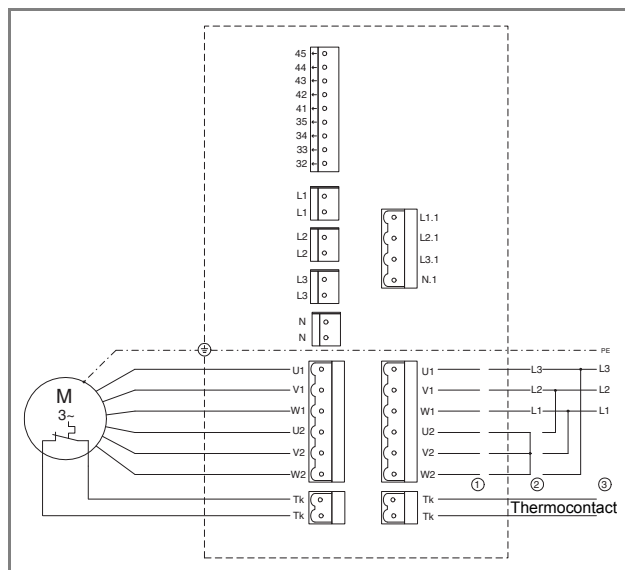 45
44
43
42
41
35
34
33
32
L1
L1
L1.1
L2
L2.1
L2
L3.1
L3
N.1
L3
N
N
PE
U1
U1
L3
L3
M
V1
V1
L2
L2
3~
W1
W1
L1
L1
U2
U2
V2
V2
W2
W2
① ② ③
Tk
Tk
Thermocontact
Tk
Tk